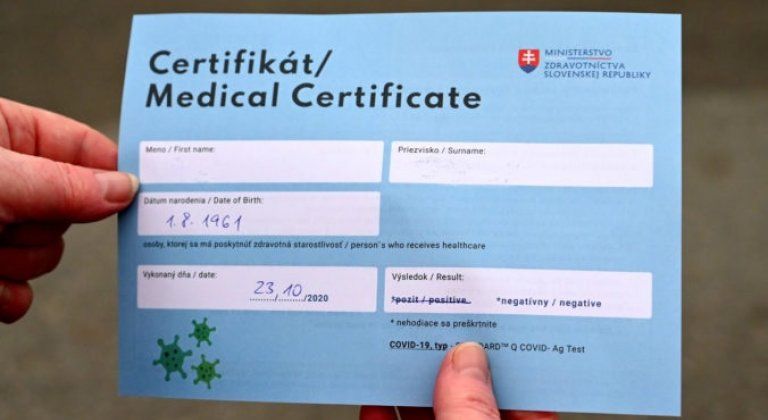 Certifikát/
Medical Certificate
MINISTERSTVO
ZDRAVOTNÍCTVA
SLOVENSKEJ REPUBLIKY
Meno / First name:
Priezvisko / Surname:
Dátum narodenia / Date of Birth:
1.8.1961
osoby, ktorej sa má poskytnúť zdravotná starostlivosť / person´s who receives healthcare
Vykonaný dňa / date:
23/10/2020
Výsledok / Result:
*pozit / positive *negatívny / negative
* nehodiace sa preškrtnite
COVID-19, typ - Q COVID- Ag Test